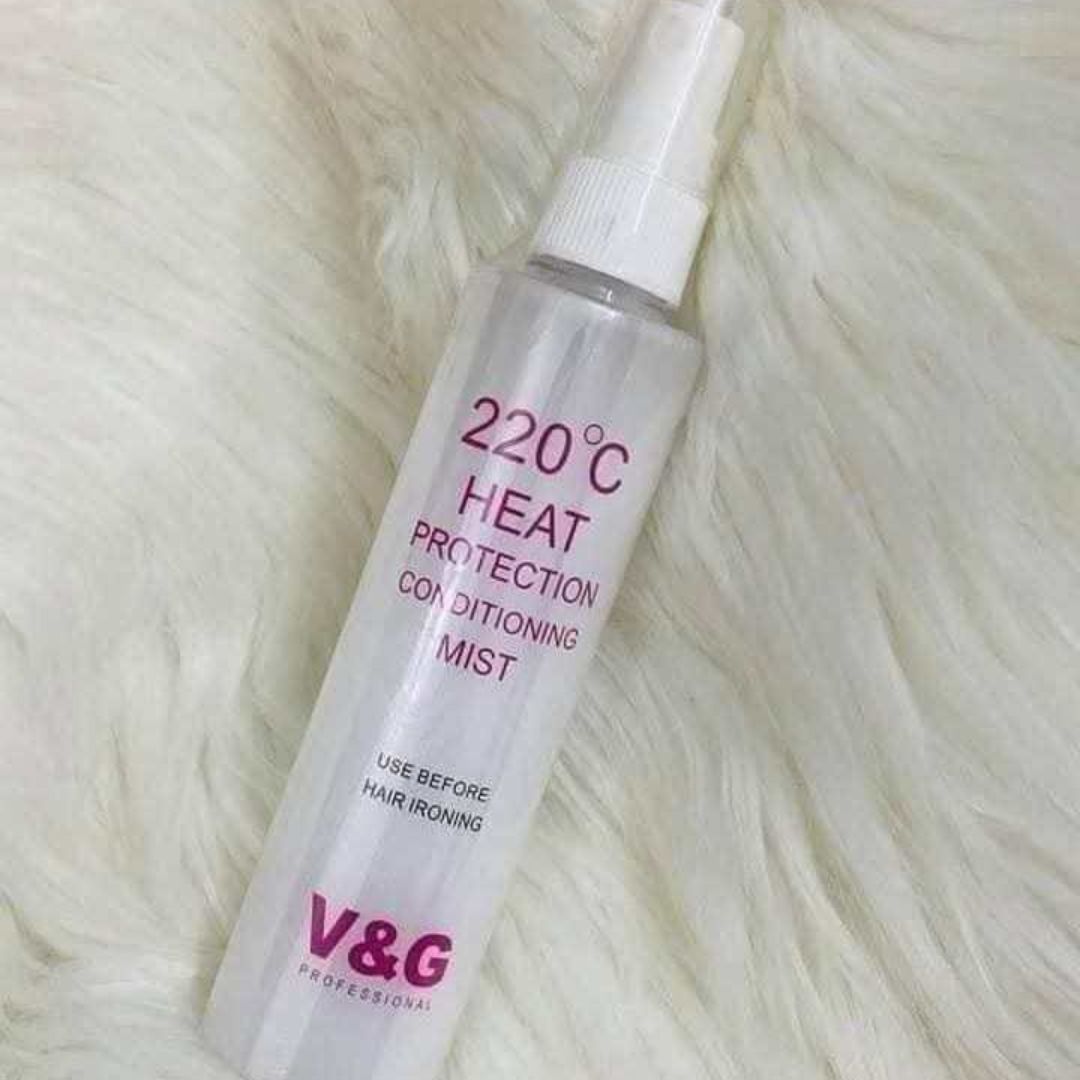 220°C
HEAT
PROTECTION
CONDITIONING
MIST
USE BEFORE
HAIR IRONING
V&G
PROFESSIONAL